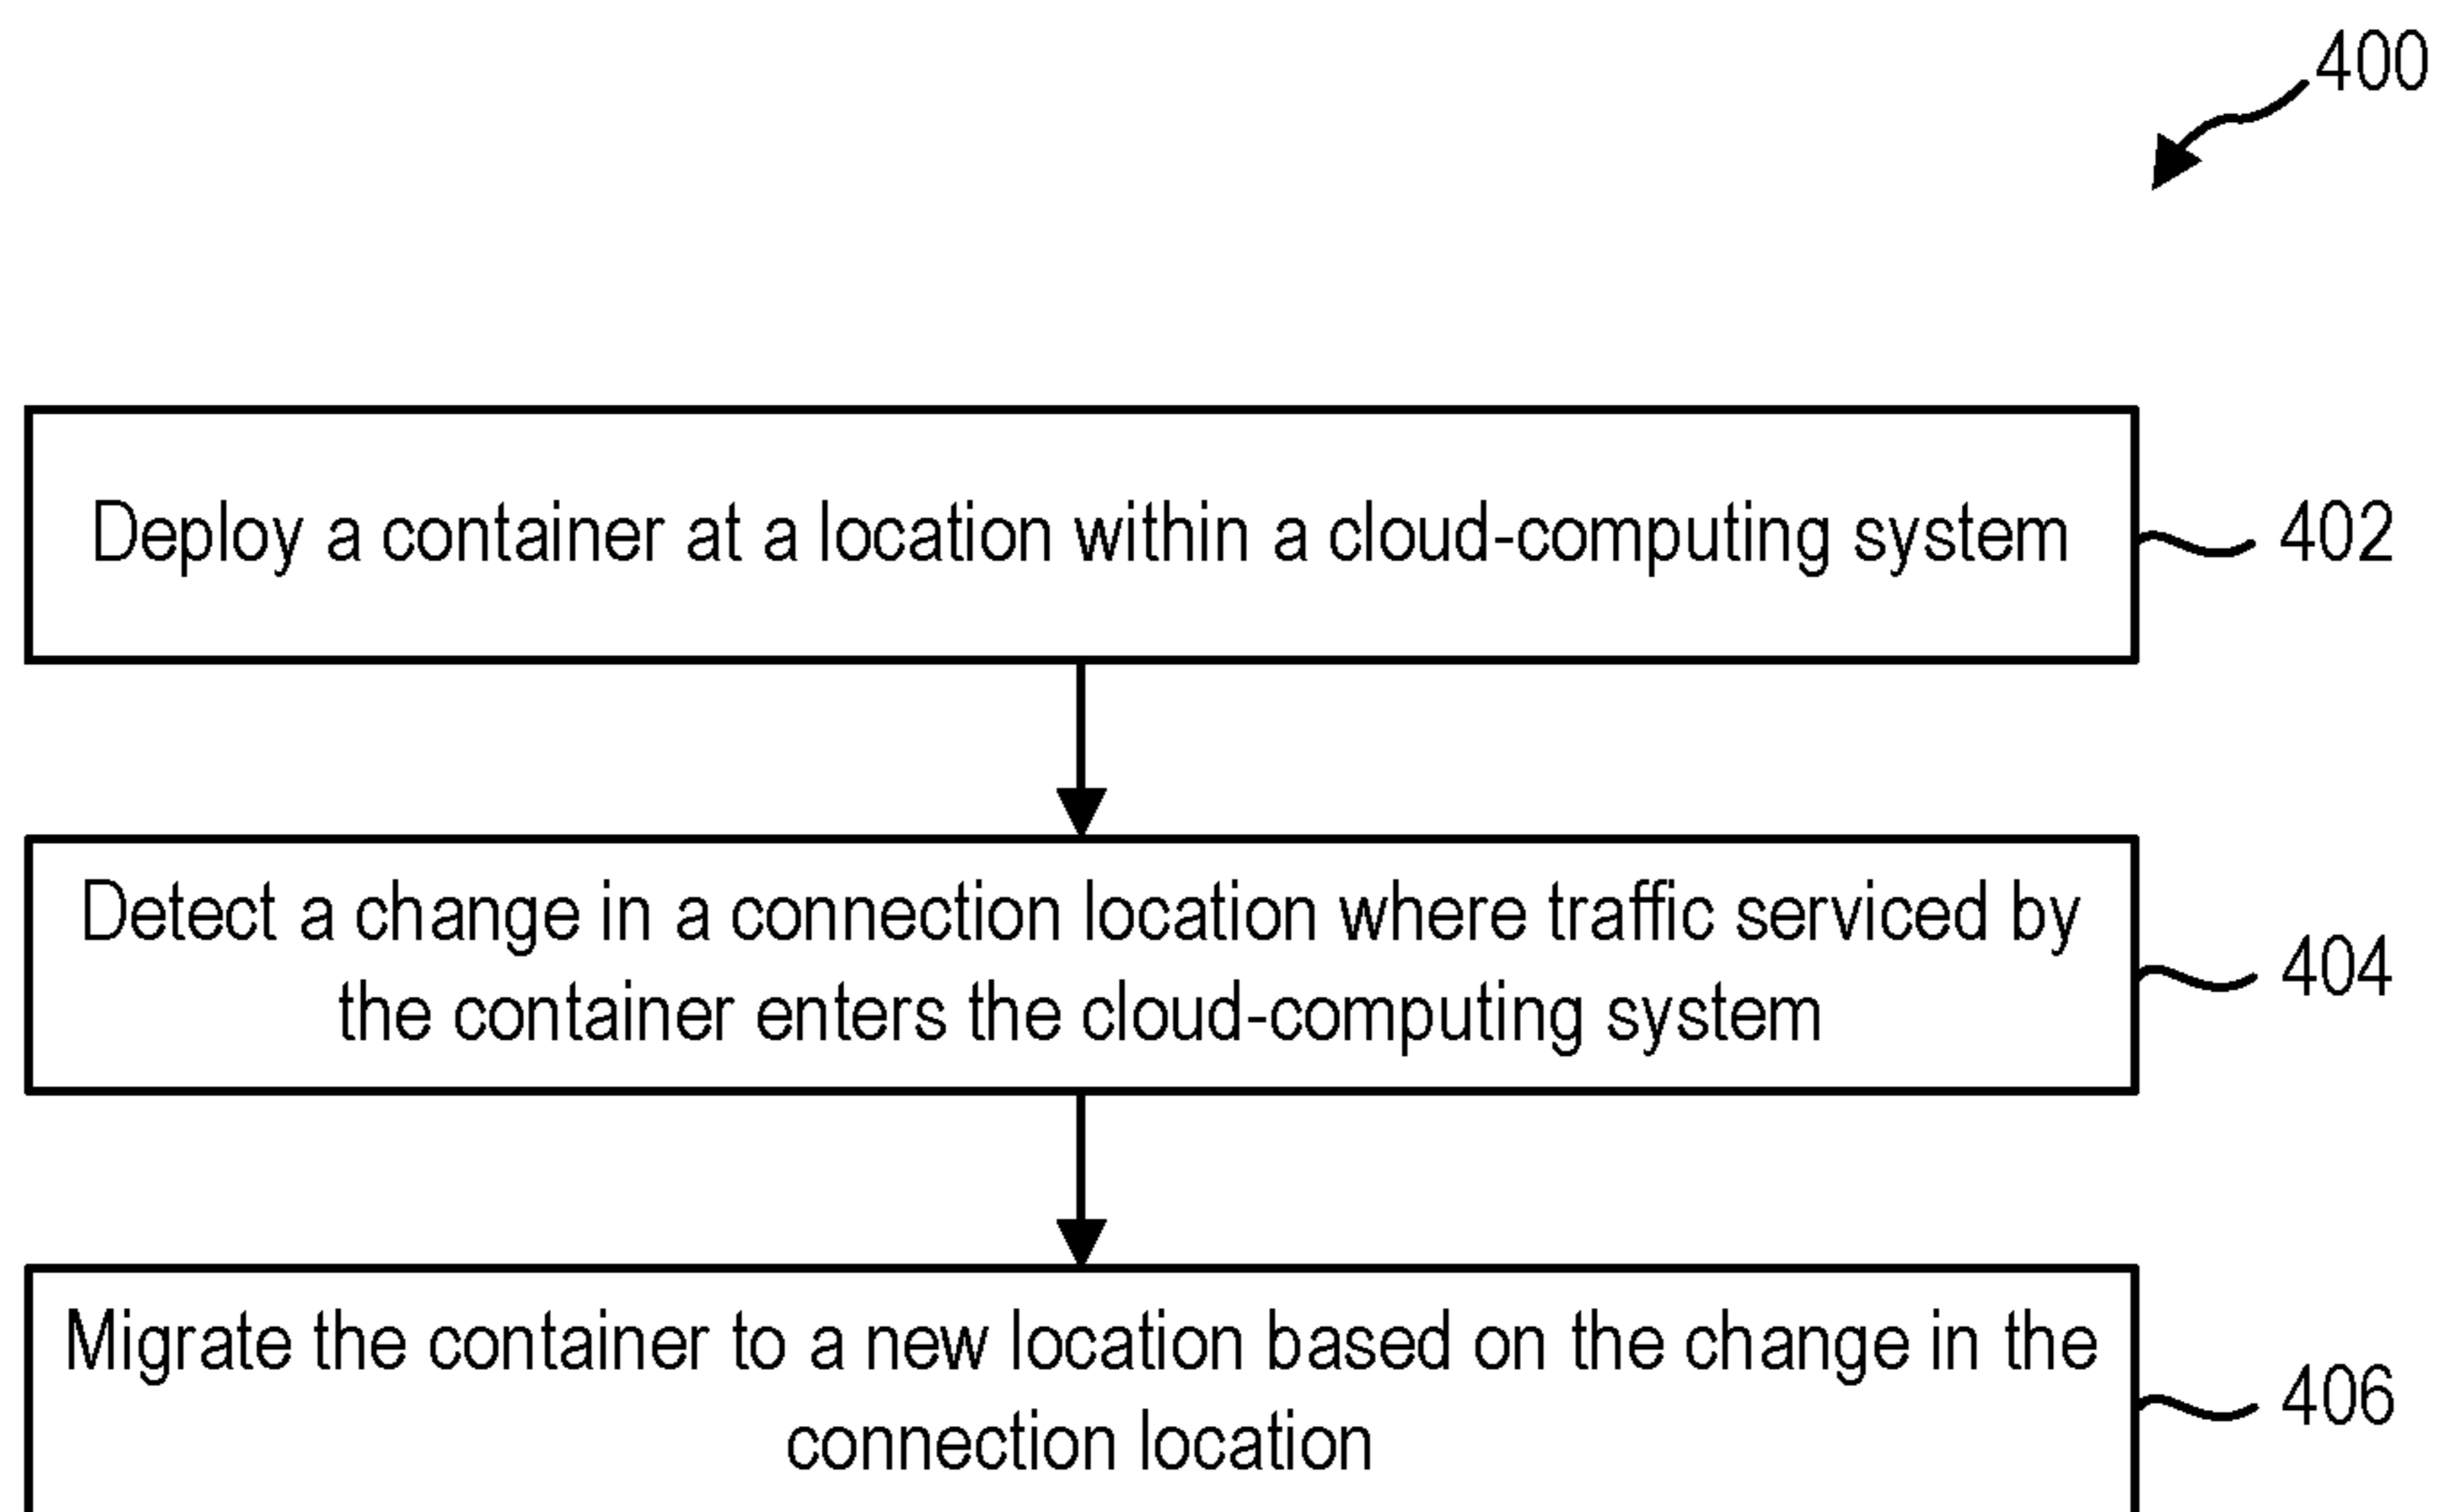 400
Deploy a container at a location within a cloud-computing system
402
Detect a change in a connection location where traffic serviced by
the container enters the cloud-computing system
404
Migrate the container to a new location based on the change in the
connection location
406